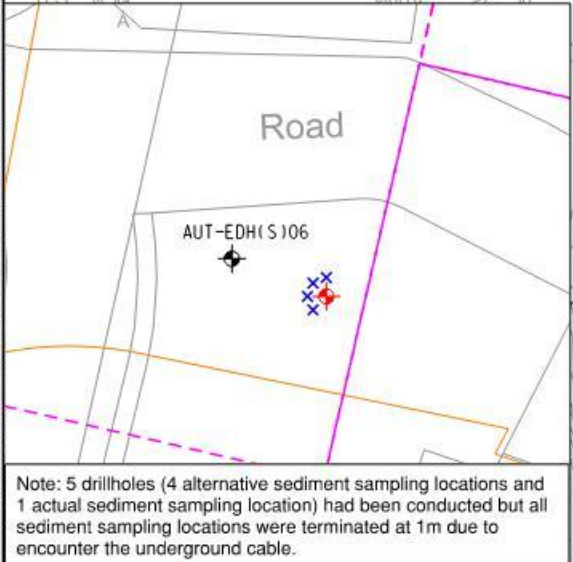 A
Road
AUT-EDH(S)06
Note: 5 drillholes (4 alternative sediment sampling locations and
1 actual sediment sampling location) had been conducted but all
sediment sampling locations were terminated at 1m due to
encounter the underground cable.